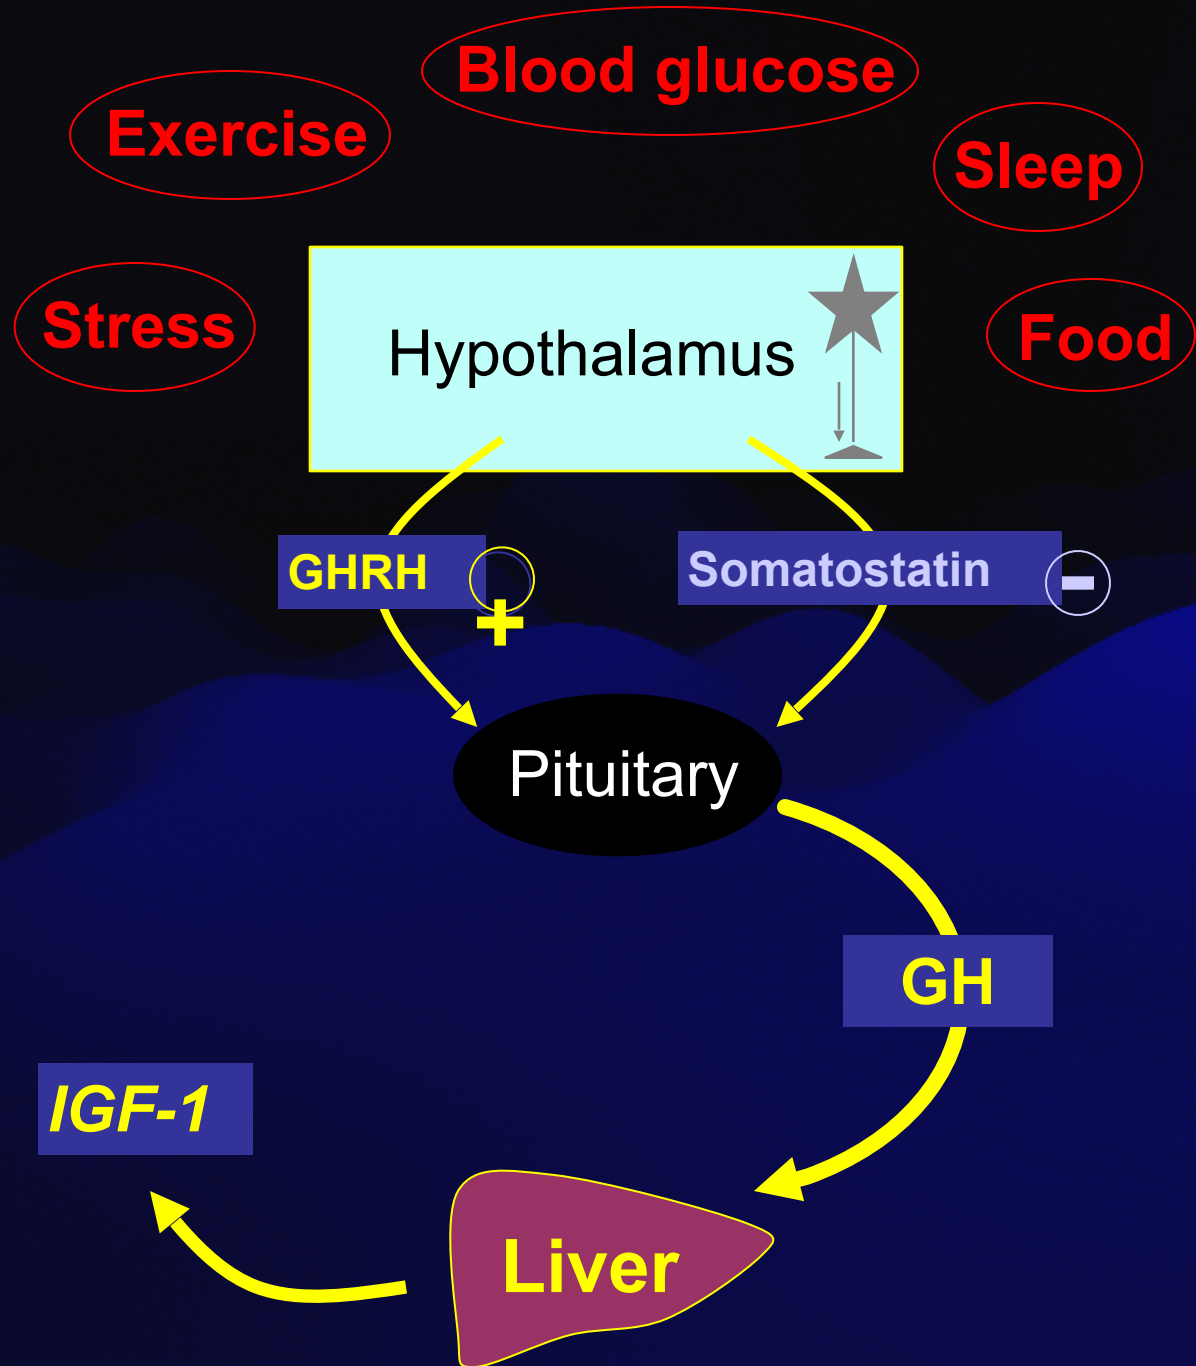 Blood glucose
Exercise
Sleep
Stress
Hypothalamus
Food
GHRH
+
Somatostatin
-
Pituitary
GH
IGF-1
Liver